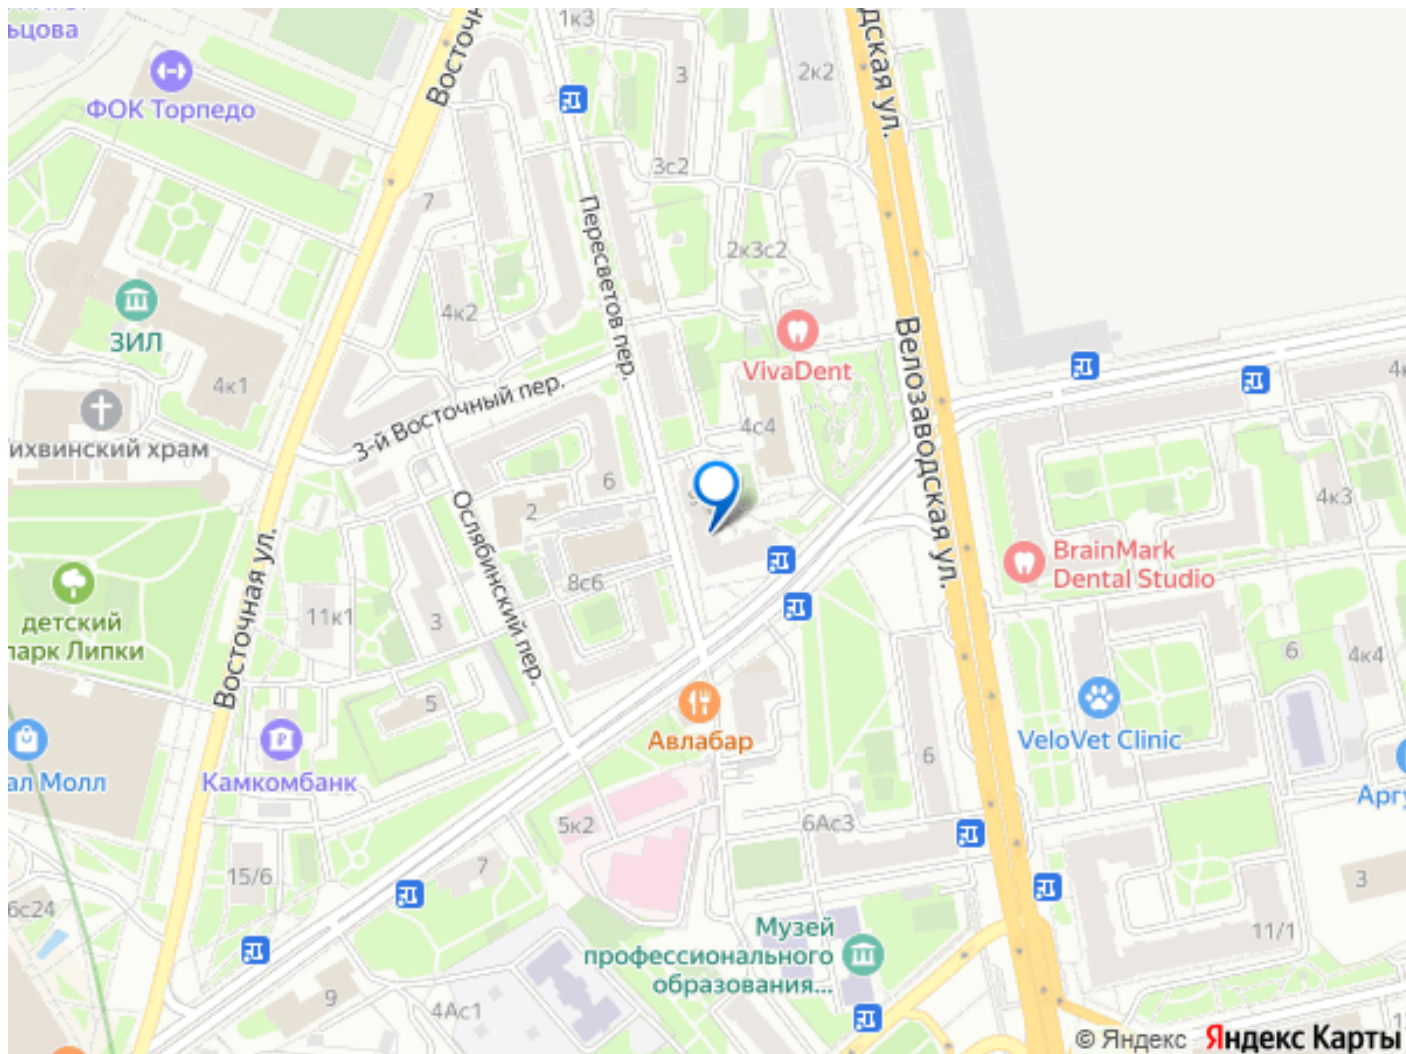 ьцова
ФОК Торпедо
Восточн
1к3
3
2к2
дская ул.
3с2
7
Пересветов пер.
2к3с2
4к2
ЗИЛ
VivaDent
Велозаводская ул.
4к1
3-й Восточный пер.
4с4
ихвинский храм
6
2
Ослябинский пер.
4к3
BrainMark
Dental Studio
8с6
Восточная ул.
11к1
3
детский
парк Липки
6
4к4
5
Авлабар
VeloVet Clinic
6
ал Молл
Камкомбанк
Аргу
5к2
6Ас3
7
15/6
3
6с24
11/1
Музей
профессионального
образования...
9
4Ас1
© Яндекс Яндекс Карты